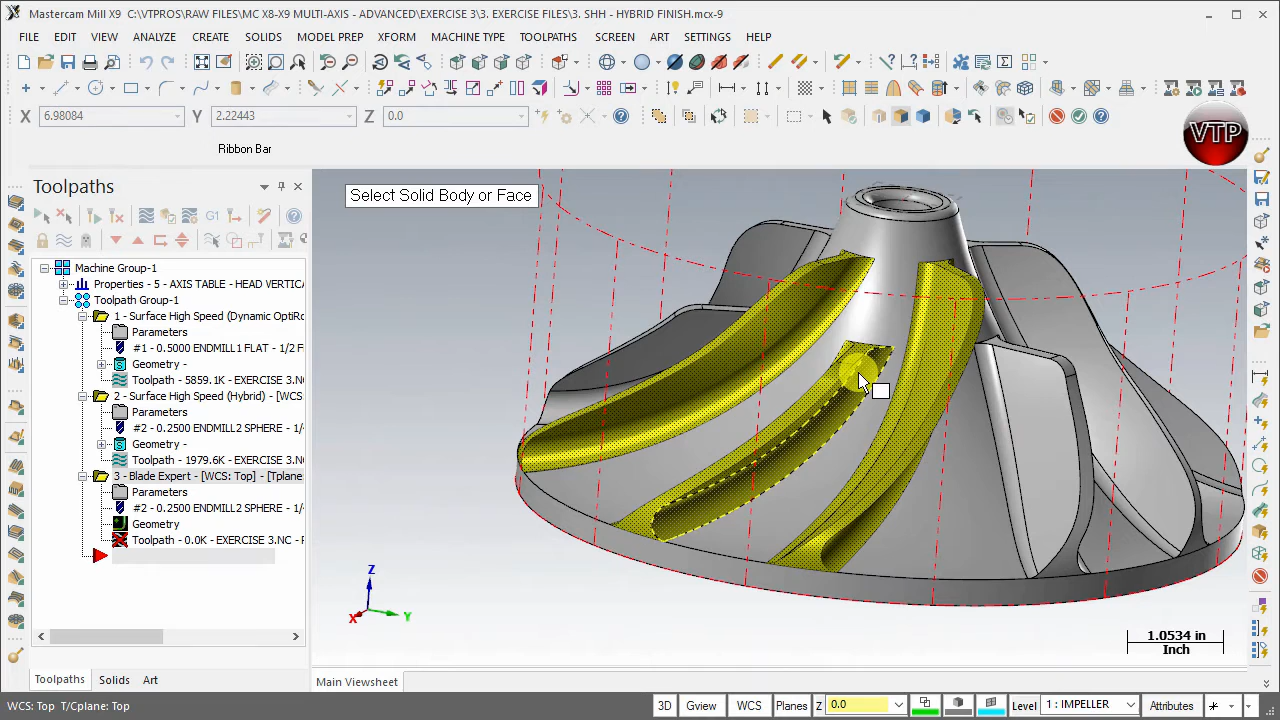 Mastercam Mill X9 C:\VTPROS\RAW FILES\MC X8-X9 MULTI-AXIS - ADVANCED\EXERCISE 3\3. EXERCISE FILES\3. SHH - HYBRID FINISH.mcx-9
FILE EDIT VIEW ANALYZE CREATE SOLIDS MODEL PREP XFORM MACHINE TYPE TOOLPATHS SCREEN ART SETTINGS HELP
X 6.98084 Y 2.22443 Z 0.0
VTP
Ribbon Bar
Toolpaths
Select Solid Body or Face
G1
Machine Group-1
Properties - 5 - AXIS TABLE - HEAD VERTICA
Toolpath Group-1
1 - Surface High Speed (Dynamic OptiRo
Parameters
#1 - 0.5000 ENDMILL1 FLAT - 1/2 F
Geometry -
Toolpath - 5859.1K - EXERCISE 3.NC
2 - Surface High Speed (Hybrid) - [WCS:
Parameters
#2 - 0.2500 ENDMILL2 SPHERE - 1/4
Geometry -
Toolpath - 1979.6K - EXERCISE 3.NC
3 - Blade Expert - [WCS: Top] - [Tplane:
Parameters
#2 - 0.2500 ENDMILL2 SPHERE - 1/4
Geometry
Toolpath - 0.0K - EXERCISE 3.NC - P
Z
X Y
1.0534 in
Inch
Toolpaths Solids Art
Main Viewsheet
WCS: Top T/Cplane: Top
3D Gview WCS Planes Z 0.0 Level 1 : IMPELLER Attributes